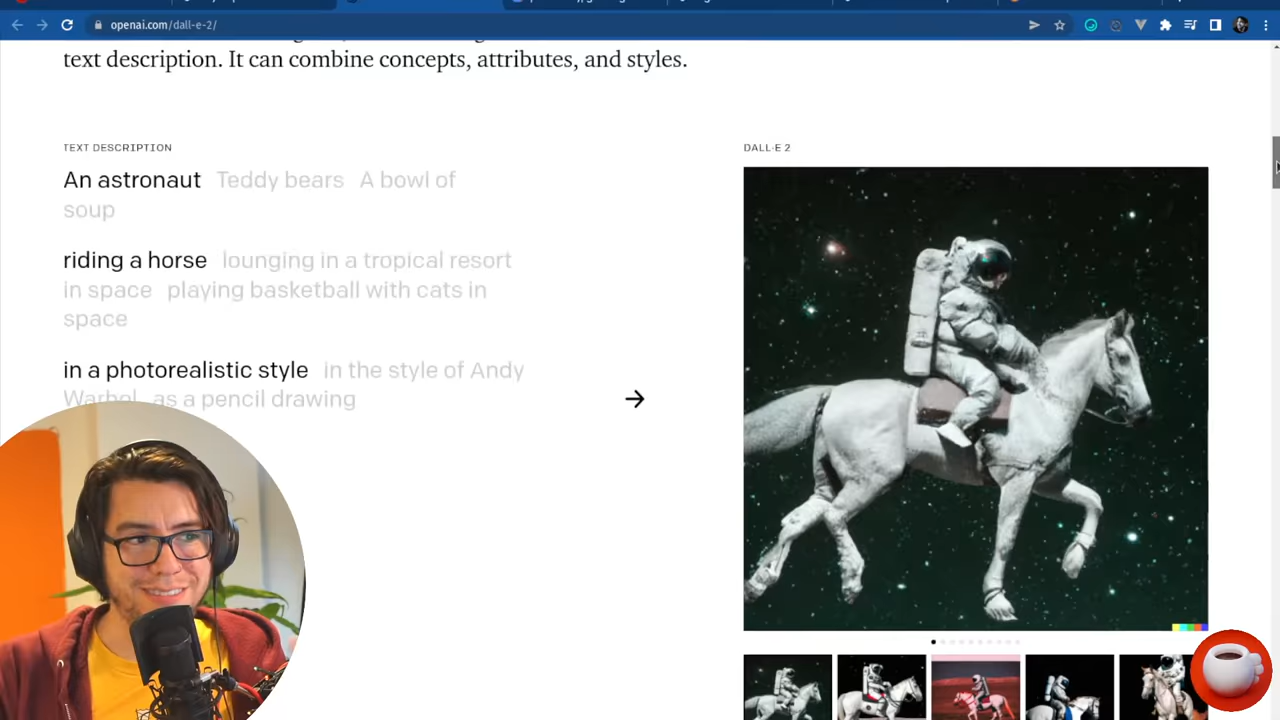 openai.com/dall-e-2/
text description. It can combine concepts, attributes, and styles.
TEXT DESCRIPTION
An astronaut Teddy bears A bowl of
soup
riding a horse lounging in a tropical resort
in space playing basketball with cats in
space
in a photorealistic style in the style of Andy
Warhol as a pencil drawing
DALL·E 2